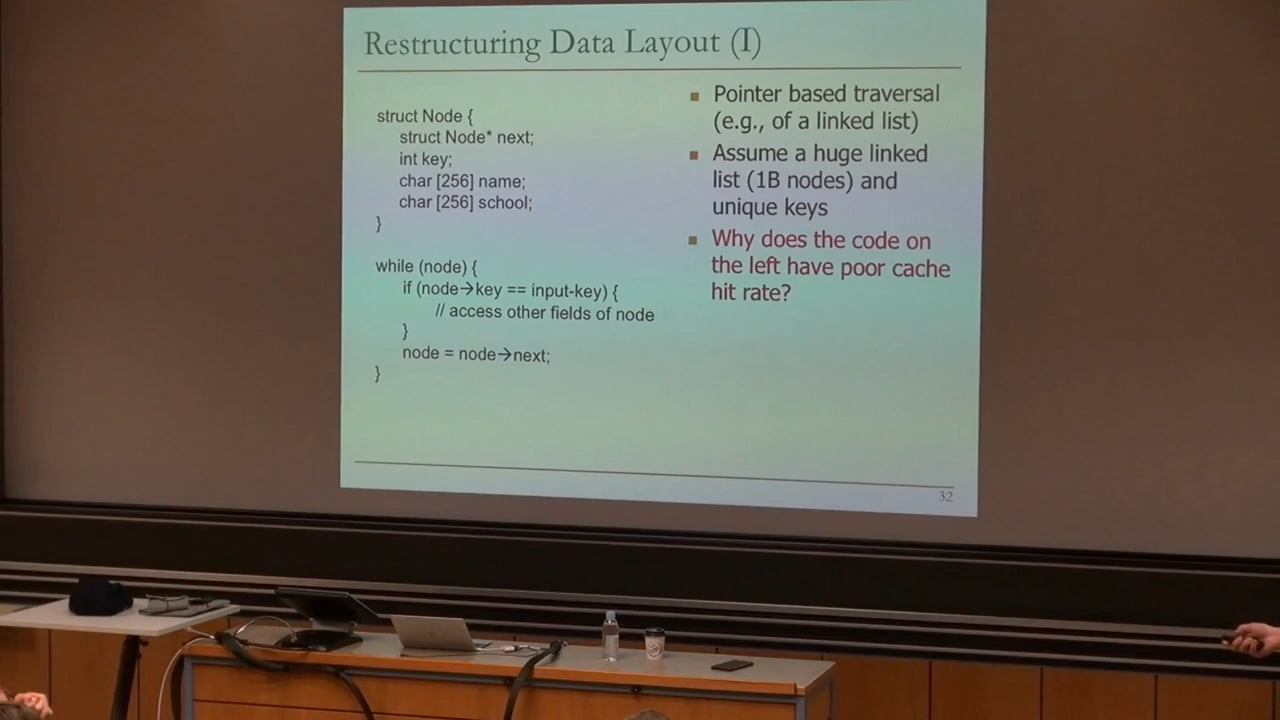 Restructuring Data Layout (I)
struct Node {
struct Node* next;
int key;
char [256] name;
char [256] school;
}
while (node) {
if (node→key == input-key) {
// access other fields of node
}
node = node→next;
}
Pointer based traversal
(e.g., of a linked list)
Assume a huge linked
list (1B nodes) and
unique keys
Why does the code on
the left have poor cache
hit rate?
32